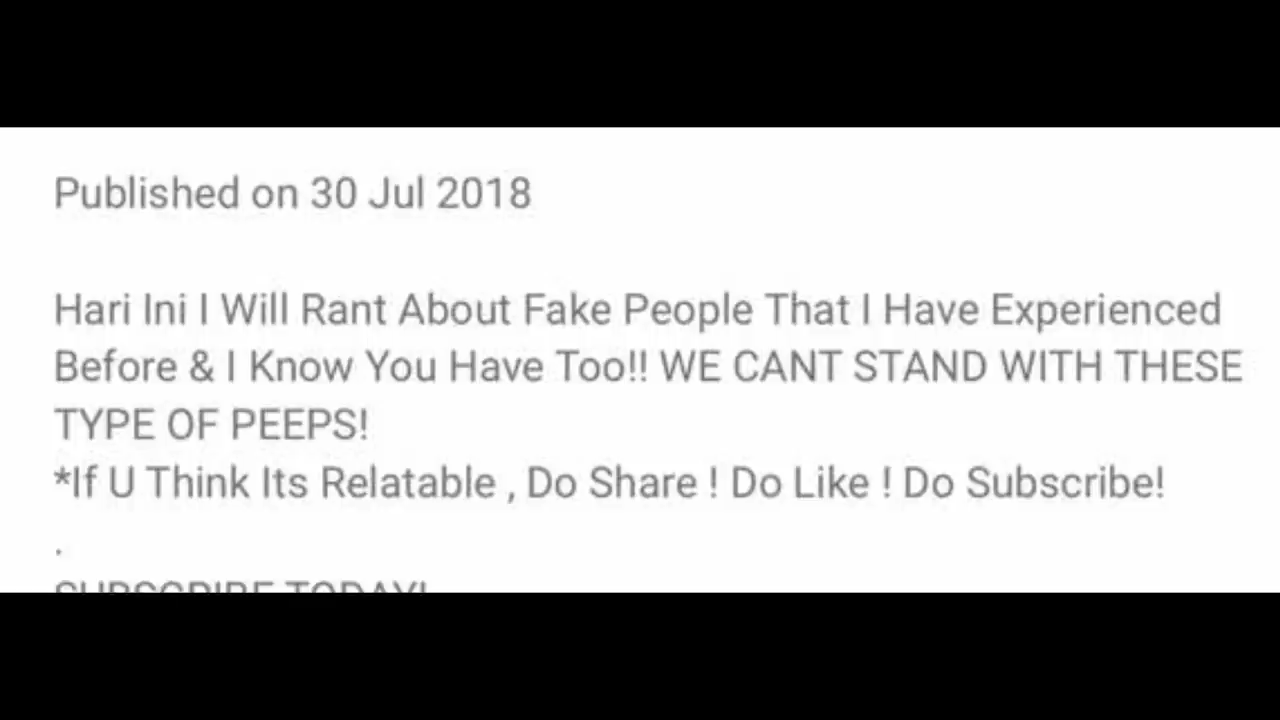 Published on 30 Jul 2018
Hari Ini I Will Rant About Fake People That I Have Experienced
Before & I Know You Have Too!! WE CANT STAND WITH THESE
TYPE OF PEEPS!
*If U Think Its Relatable , Do Share ! Do Like ! Do Subscribe!
.
SUBSCRIBE TODAY!